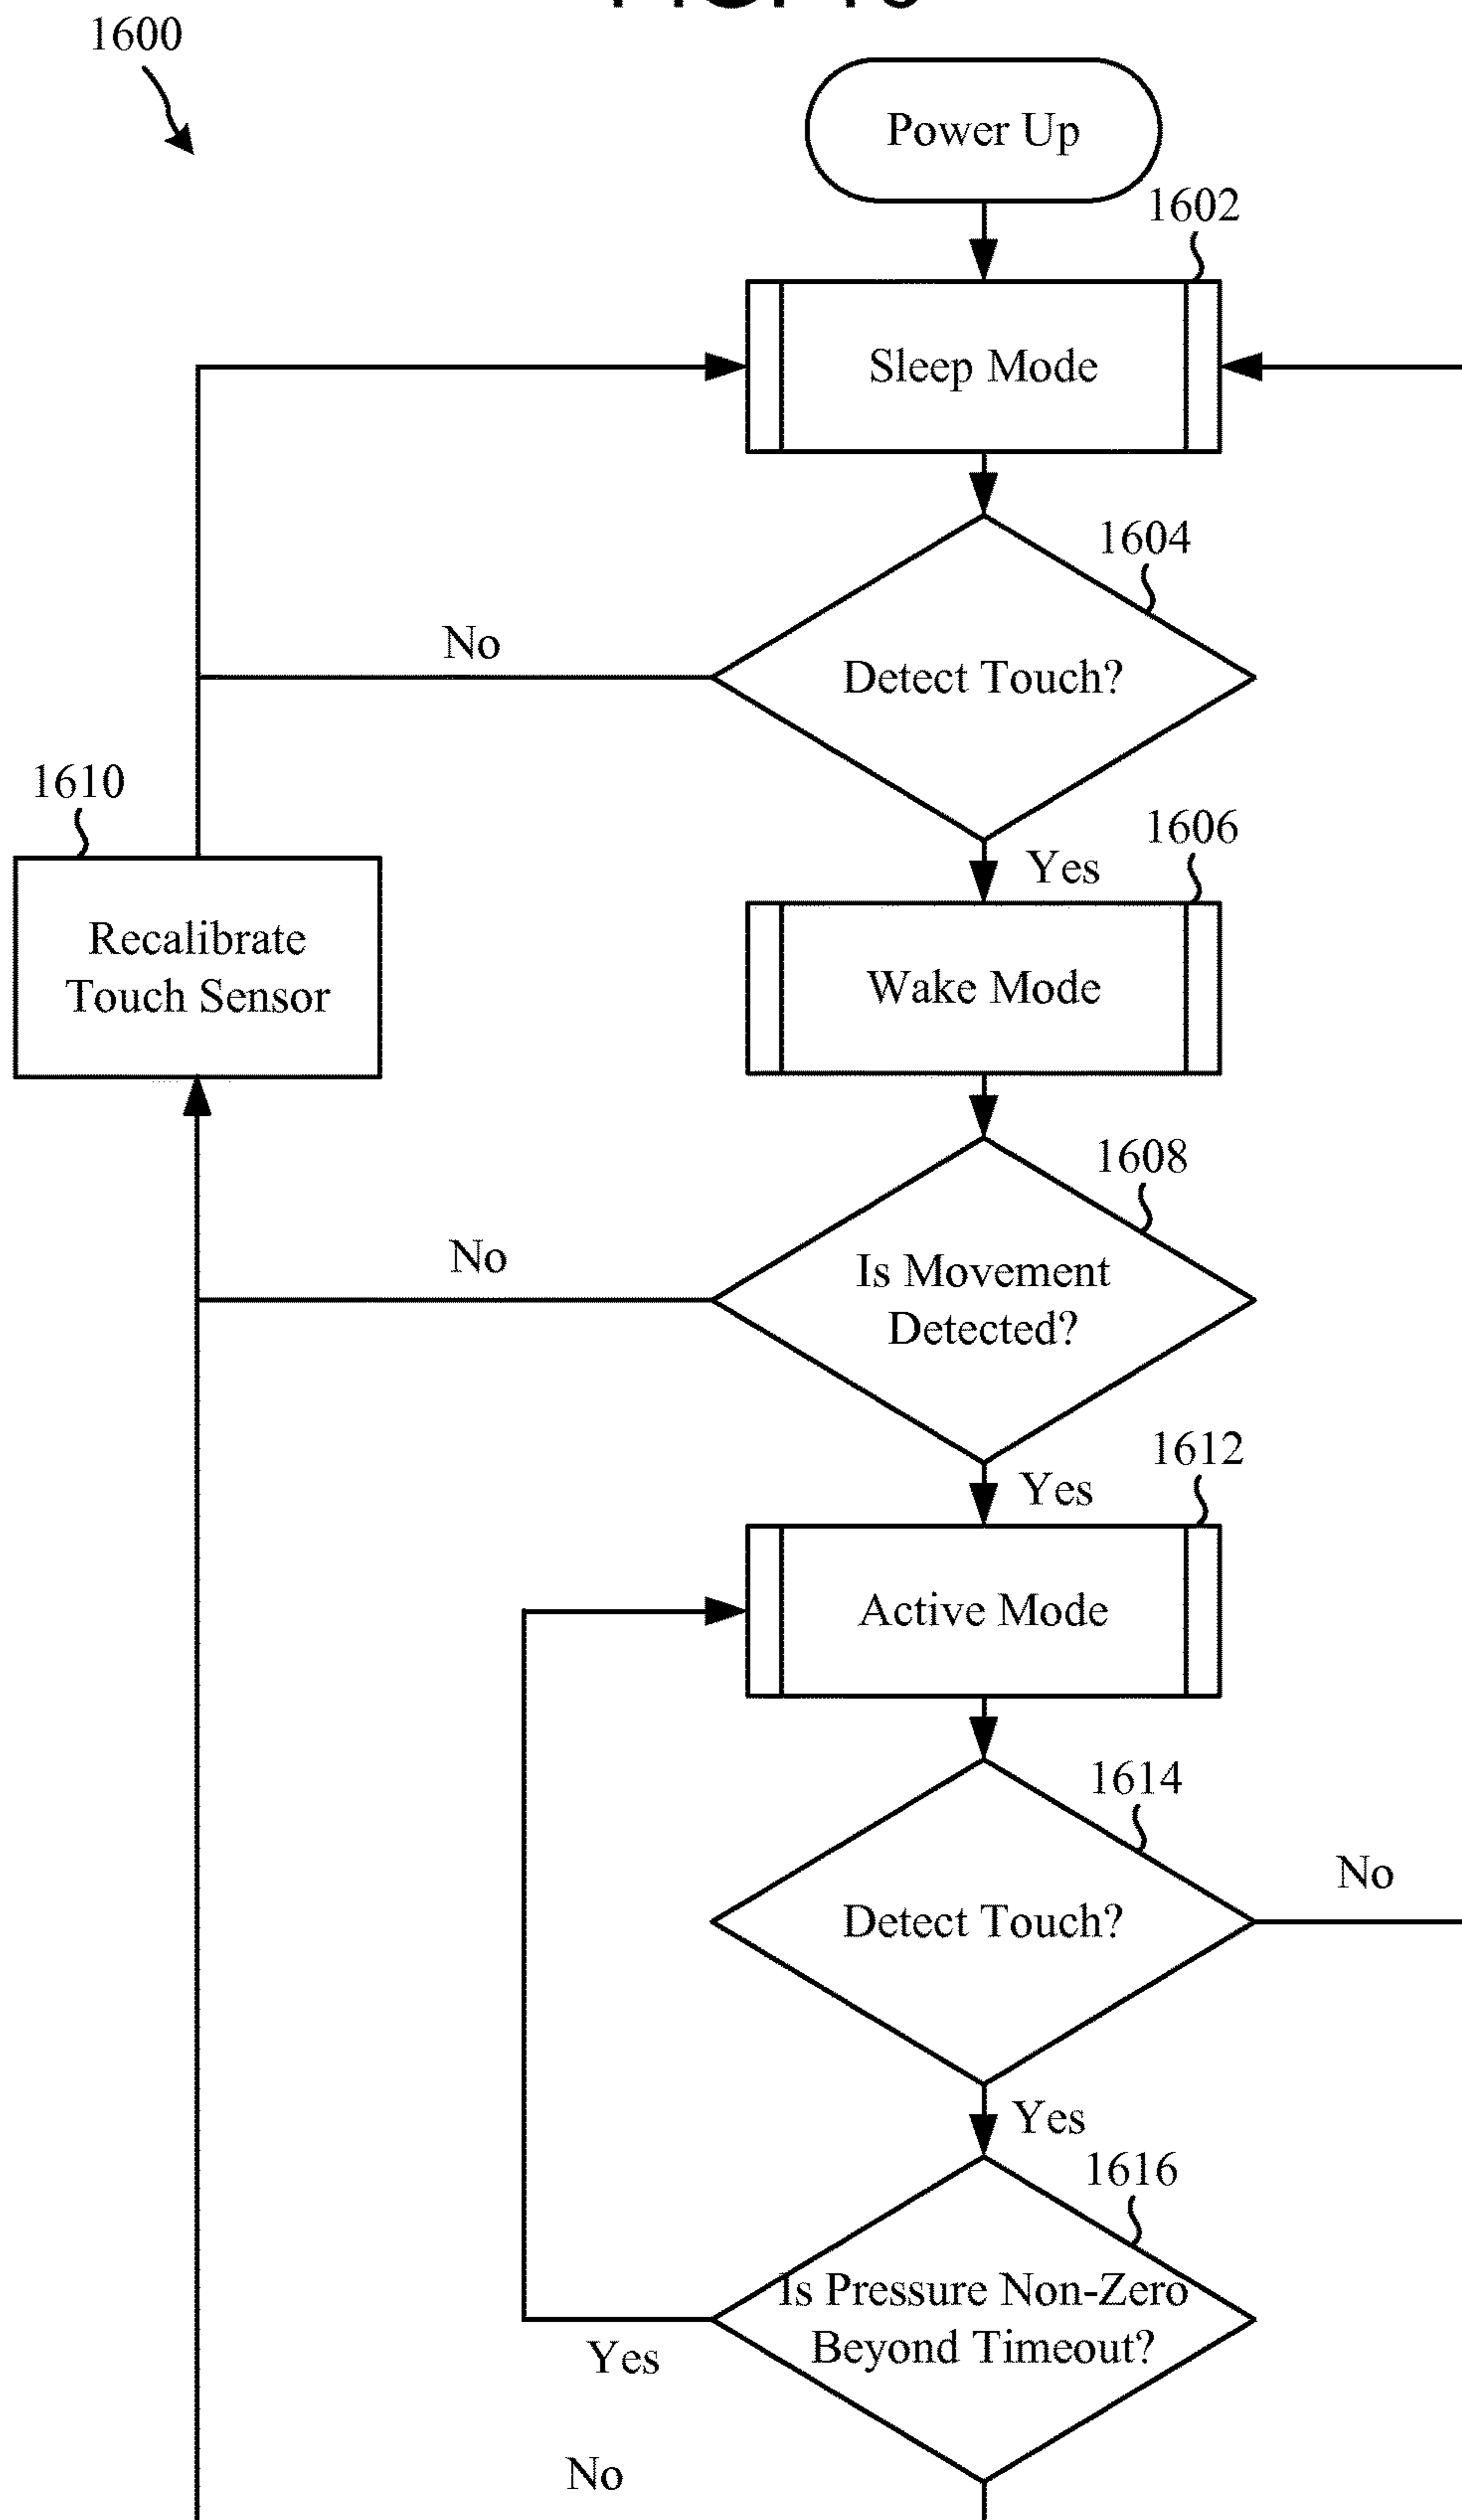 1600
Power Up
1602
Sleep Mode
1604
No
Detect Touch?
1610
Yes
1606
Recalibrate
Touch Sensor
Wake Mode
1608
No
Is Movement
Detected?
Yes
1612
Active Mode
1614
Detect Touch?
No
Yes
1616
Is Pressure Non-Zero
Beyond Timeout?
Yes
No